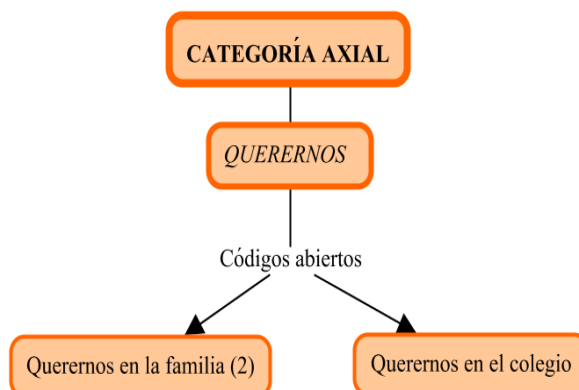 CATEGORÍA AXIAL
QUERERNOS
Códigos abiertos
Querernos en la familia (2)
Querernos en el colegio